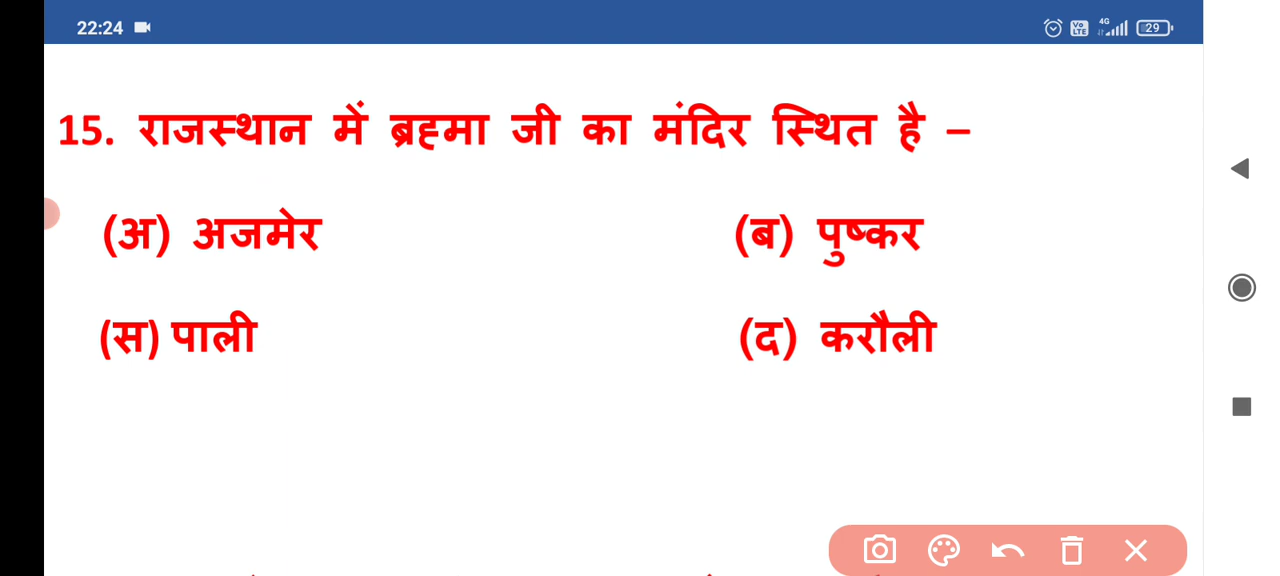 22:24 4G 29
15. राजस्थान में ब्रह्मा जी का मंदिर स्थित है –
(अ) अजमेर (ब) पुष्कर
(स) पाली (द) करौली